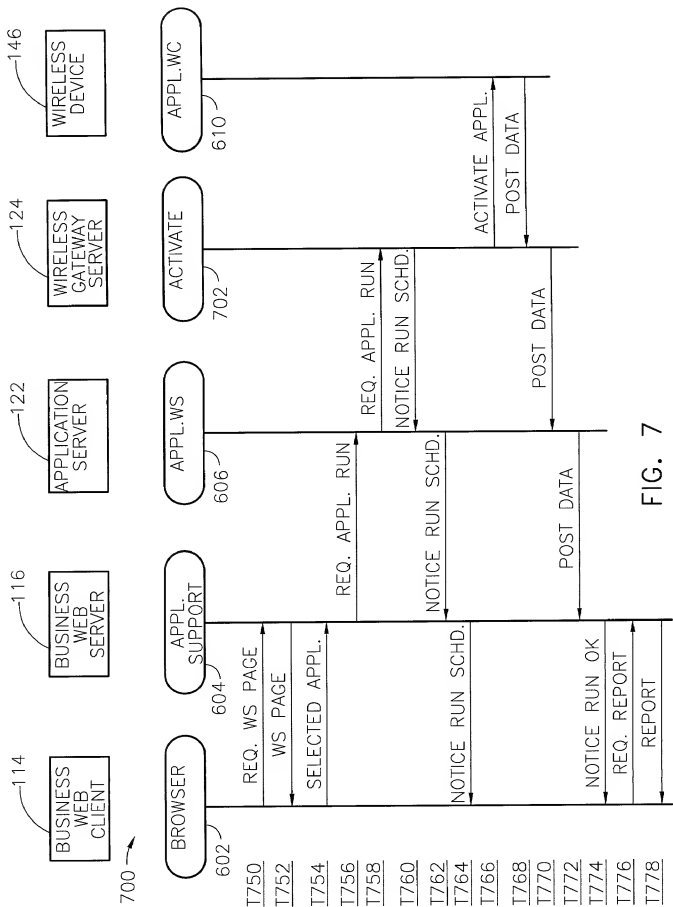 114
BUSINESS
WEB
CLIENT
116
BUSINESS
WEB
SERVER
122
APPLICATION
SERVER
124
WIRELESS
GATEWAY
SERVER
146
WIRELESS
DEVICE
700
BROWSER
602
APPL.
SUPPORT
604
APPL.WS
606
ACTIVATE
702
APPL.WC
610
T750
REQ. WS PAGE
T752
WS PAGE
T754
SELECTED APPL.
T756
REQ. APPL. RUN
T758
REQ. APPL. RUN
T760
NOTICE RUN SCHD.
T762
NOTICE RUN SCHD.
T764
NOTICE RUN SCHD.
T766
ACTIVATE APPL.
T768
POST DATA
T770
POST DATA
T772
POST DATA
T774
NOTICE RUN OK
T776
REQ. REPORT
T778
REPORT
FIG. 7